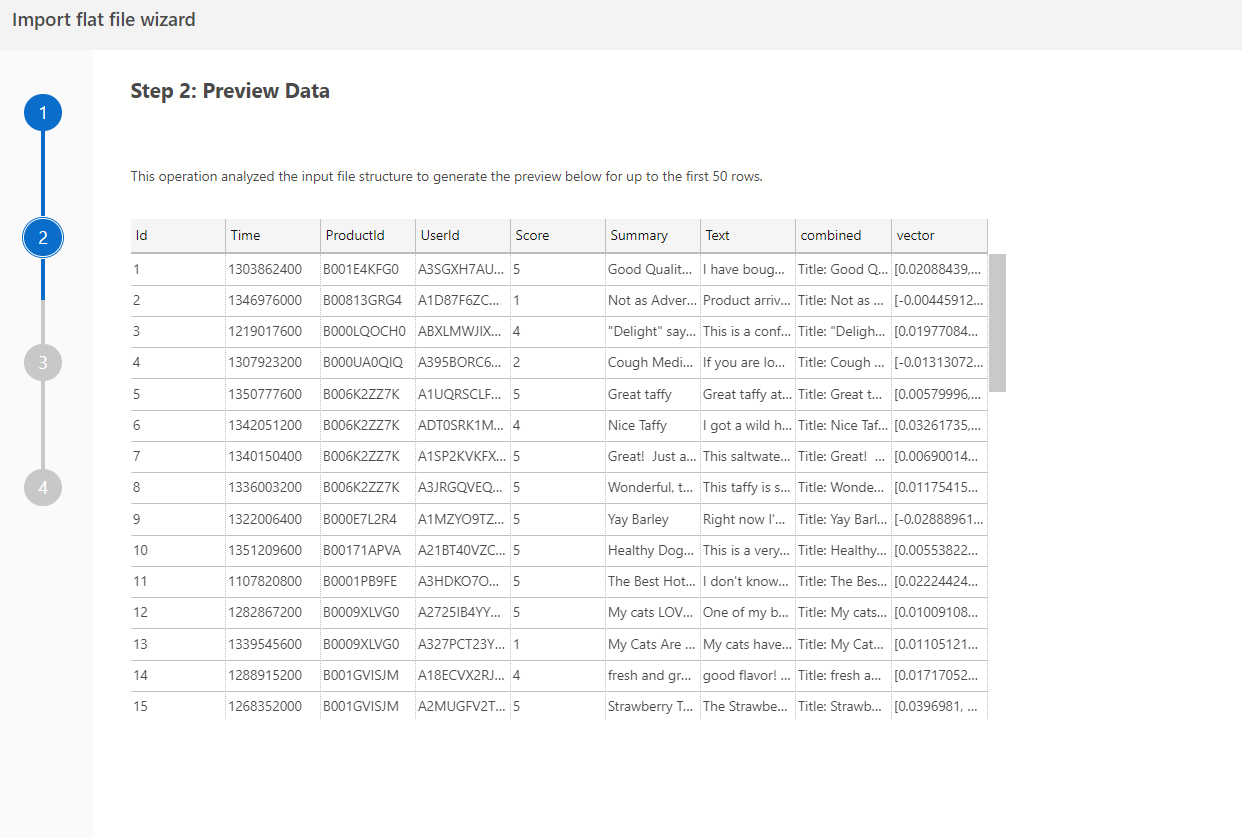 Import flat file wizard
1
2
3
4
Step 2: Preview Data
This operation analyzed the input file structure to generate the preview below for up to the first 50 rows.
Id Time ProductId UserId Score Summary Text combined vector
1 1303862400 B001E4KFG0 A3SGXH7AU... 5 Good Qualit... I have boug... Title: Good Q... [0.02088439,...
2 1346976000 B00813GRG4 A1D87F6ZC... 1 Not as Adver... Product arriv... Title: Not as ... [-0.00445912...
3 1219017600 B000LQOCH0 ABXLMWJIX... 4 "Delight" say... This is a conf... Title: "Deligh... [0.01977084...
4 1307923200 B000UA0QIQ A395BORC6... 2 Cough Medi... If you are lo... Title: Cough ... [-0.01313072...
5 1350777600 B006K2ZZ7K A1UQRSCLF... 5 Great taffy Great taffy at... Title: Great t... [0.00579996,...
6 1342051200 B006K2ZZ7K ADT0SRK1M... 4 Nice Taffy I got a wild h... Title: Nice Taf... [0.03261735,...
7 1340150400 B006K2ZZ7K A1SP2KVKFX... 5 Great!  Just a... This saltwate... Title: Great!  ... [0.00690014...
8 1336003200 B006K2ZZ7K A3JRGQVEQ... 5 Wonderful, t... This taffy is s... Title: Wonde... [0.01175415...
9 1322006400 B000E7L2R4 A1MZYO9TZ... 5 Yay Barley Right now I'... Title: Yay Barl... [-0.02888961...
10 1351209600 B00171APVA A21BT40VZC... 5 Healthy Dog... This is a very... Title: Healthy... [0.00553822...
11 1107820800 B0001PB9FE A3HDKO7O... 5 The Best Hot... I don't know... Title: The Bes... [0.02224424...
12 1282867200 B0009XLVG0 A2725IB4YY... 5 My cats LOV... One of my b... Title: My cats... [0.01009108...
13 1339545600 B0009XLVG0 A327PCT23Y... 1 My Cats Are ... My cats have... Title: My Cat... [0.01105121...
14 1288915200 B001GVISJM A18ECVX2RJ... 4 fresh and gr... good flavor! ... Title: fresh a... [0.01717052...
15 1268352000 B001GVISJM A2MUGFV2T... 5 Strawberry T... The Strawbe... Title: Strawb... [0.0396981, ...